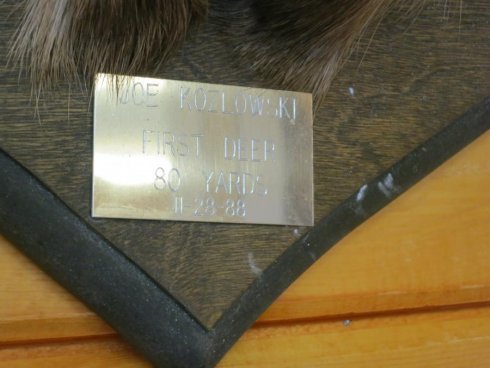 JOE KOZLOWSKI
FIRST DEER
80 YARDS
11-28-88